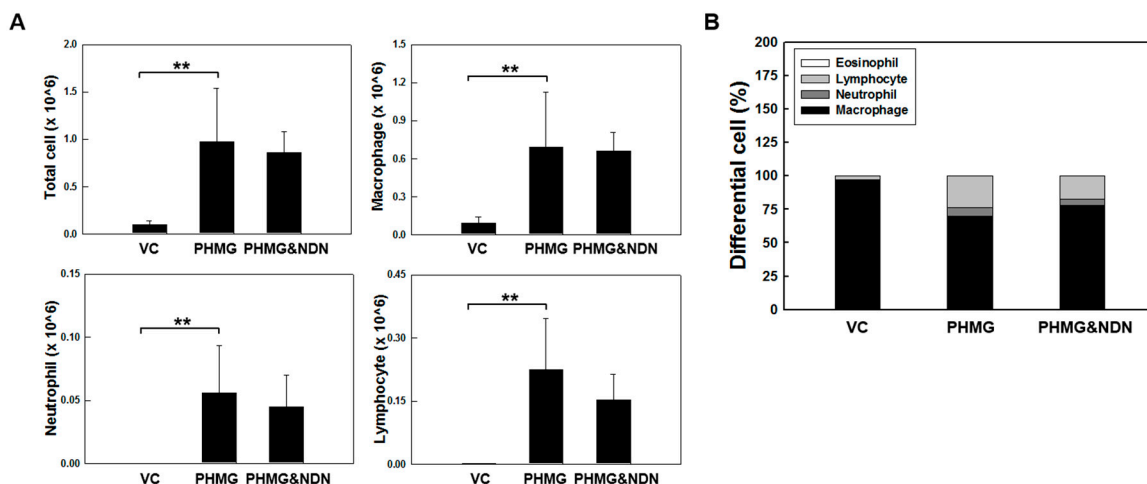 A
Total cell (x 10^6)
2.0
1.5
1.0
0.5
0.0
**
VC PHMG PHMG&NDN
Macrophage (x 10^6)
1.5
1.2
0.9
0.6
0.3
0.0
**
VC PHMG PHMG&NDN
Neutrophil (x 10^6)
0.15
0.10
0.05
0.00
**
VC PHMG PHMG&NDN
Lymphocyte (x 10^6)
0.45
0.30
0.15
0.00
**
VC PHMG PHMG&NDN
B
Differential cell (%)
200
175
150
125
100
75
50
25
0
Eosinophil
Lymphocyte
Neutrophil
Macrophage
VC PHMG PHMG&NDN